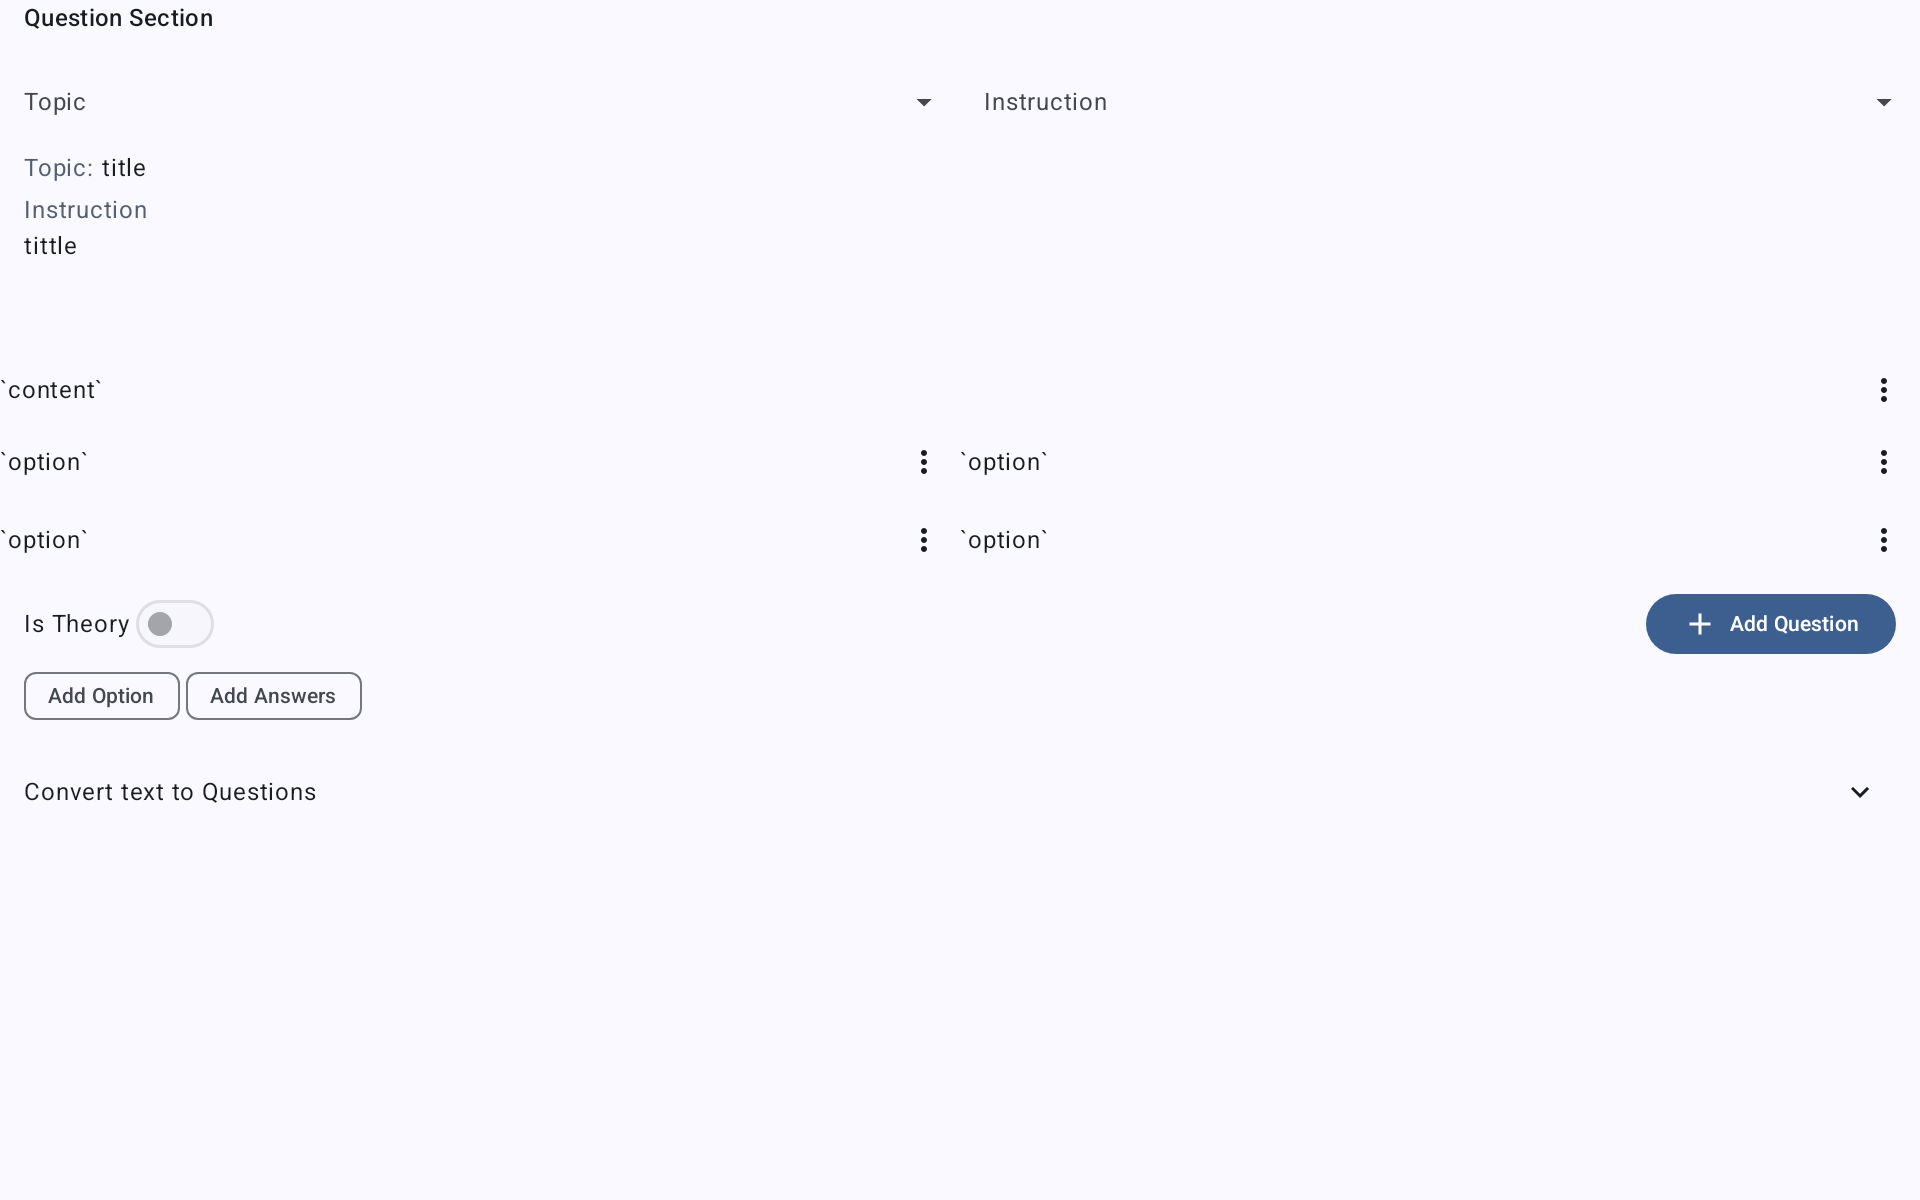 Question Section
Topic Instruction
Topic: title
Instruction
tittle
`content`
`option` `option`
`option` `option`
Is Theory Add Question
Add Option Add Answers
Convert text to Questions